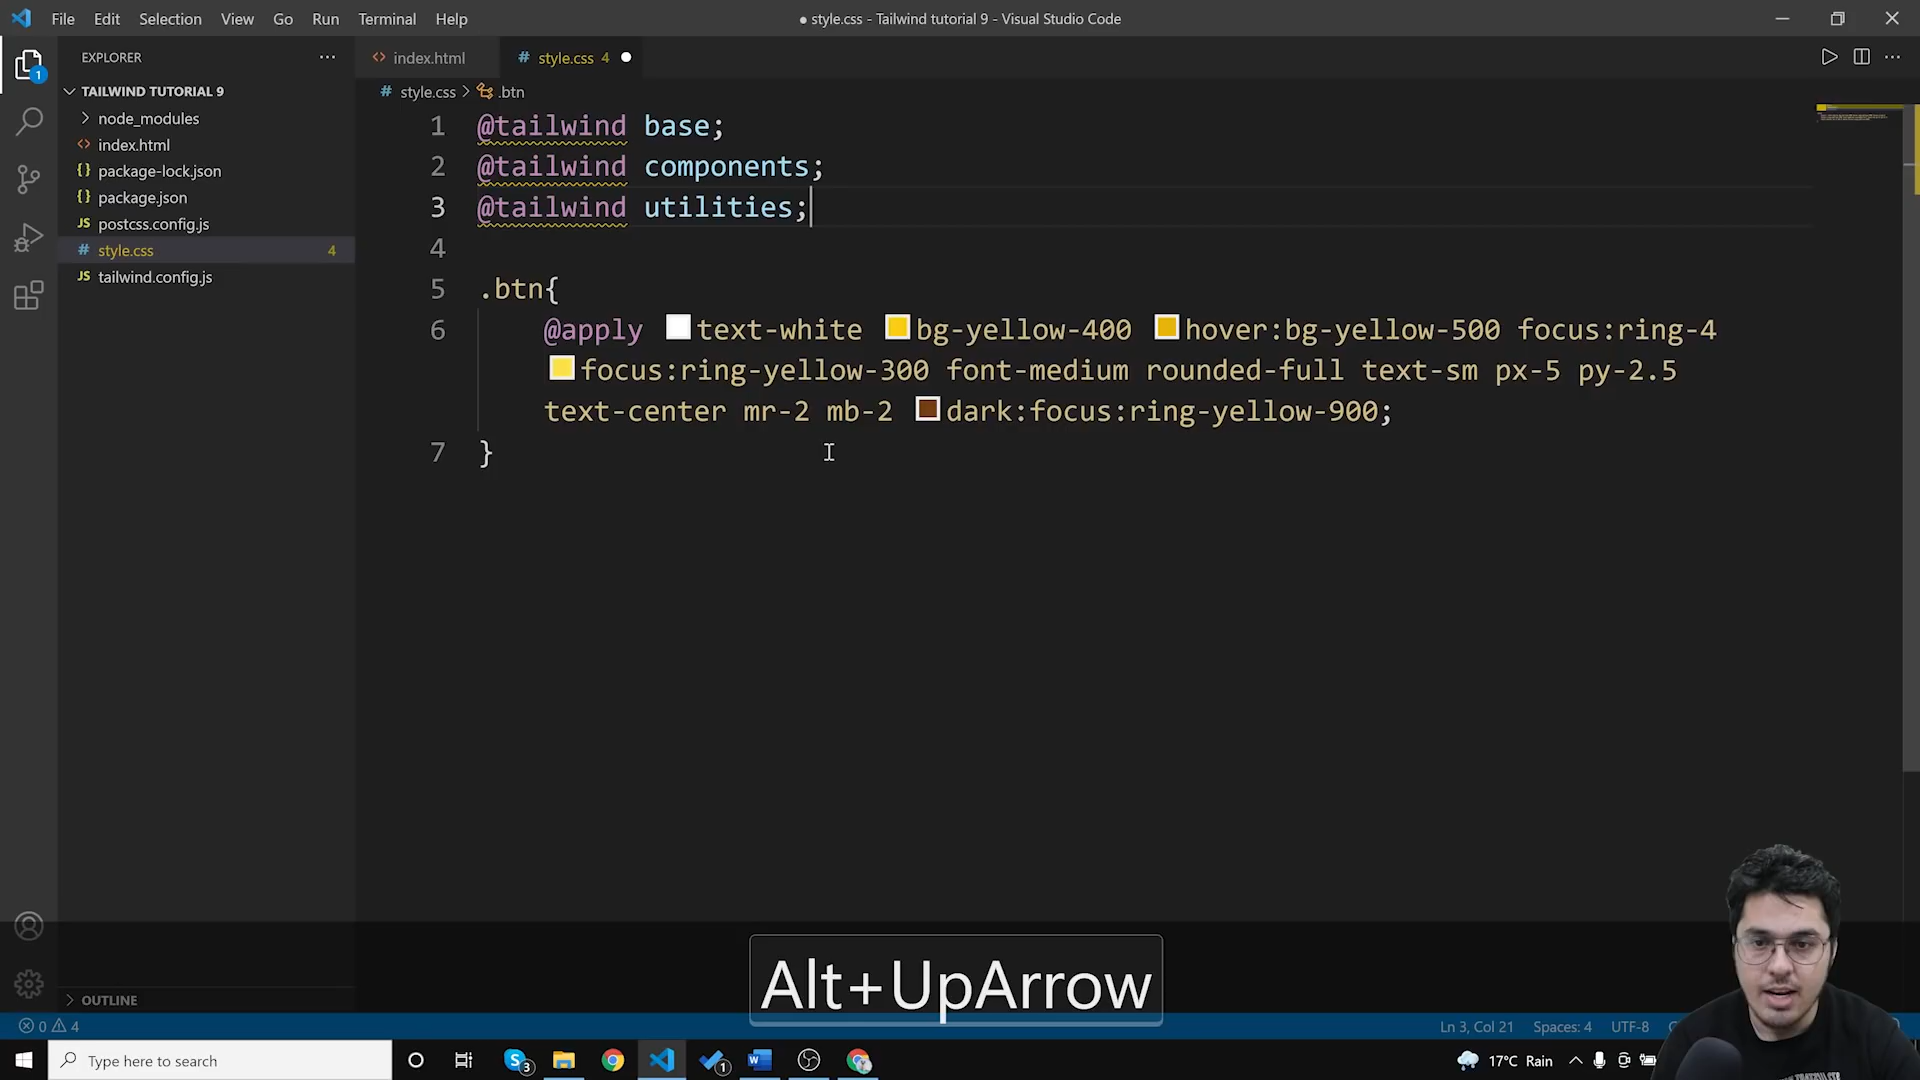 File Edit Selection View Go Run Terminal Help
● style.css - Tailwind tutorial 9 - Visual Studio Code
EXPLORER
index.html
# style.css 4
1
TAILWIND TUTORIAL 9
# style.css > .btn
node_modules
index.html
package-lock.json
package.json
postcss.config.js
# style.css 4
tailwind.config.js
1 @tailwind base;
2 @tailwind components;
3 @tailwind utilities;
4
5 .btn{
6 @apply text-white bg-yellow-400 hover:bg-yellow-500 focus:ring-4
focus:ring-yellow-300 font-medium rounded-full text-sm px-5 py-2.5
text-center mr-2 mb-2 dark:focus:ring-yellow-900;
7 }
Alt+UpArrow
OUTLINE
0 4
Ln 3, Col 21 Spaces: 4 UTF-8
Type here to search
3
1
17°C Rain